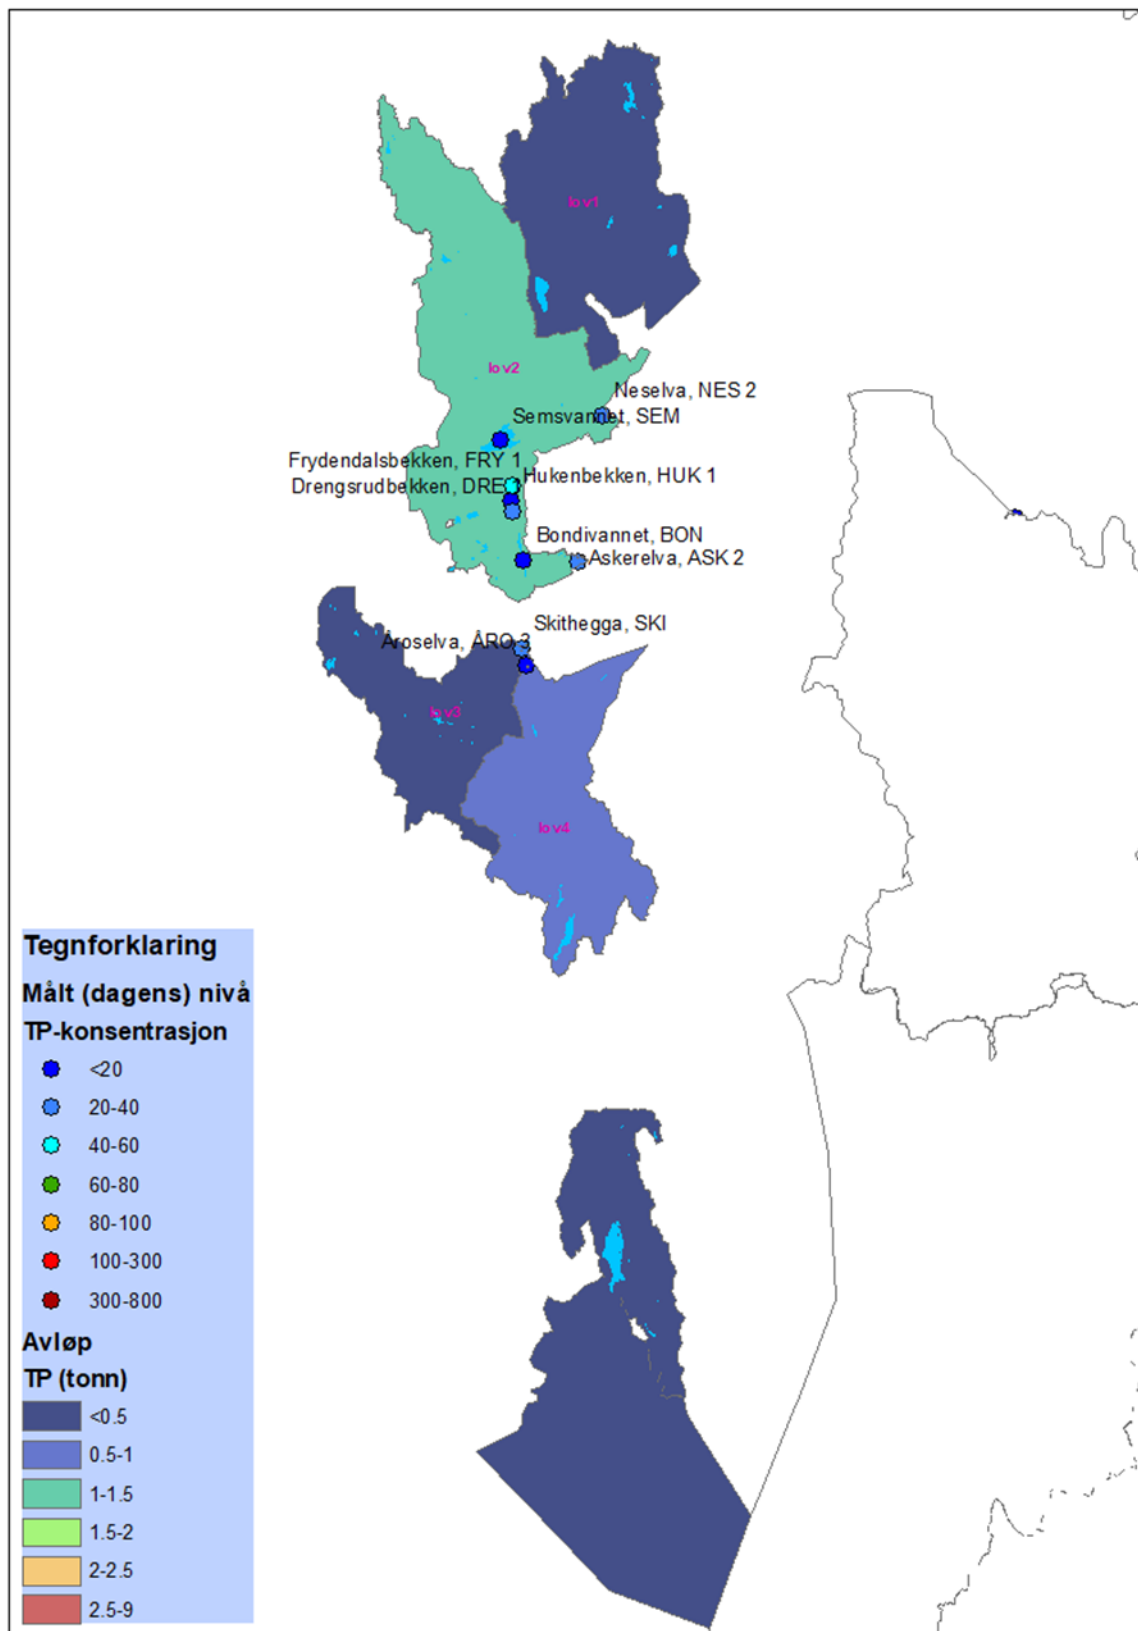 lov1
lov2
Neselva, NES 2
Semsvannet, SEM
Frydendalsbekken, FRY 1
Hukenbekken, HUK 1
Drengsrudbekken, DRE
Bondivannet, BON
Askerelva, ASK 2
Skithegga, SKI
Åroselva, ÅRO 3
lov3
lov4
Tegnforklaring
Målt (dagens) nivå
TP-konsentrasjon
<20
20-40
40-60
60-80
80-100
100-300
300-800
Avløp
TP (tonn)
<0.5
0.5-1
1-1.5
1.5-2
2-2.5
2.5-9